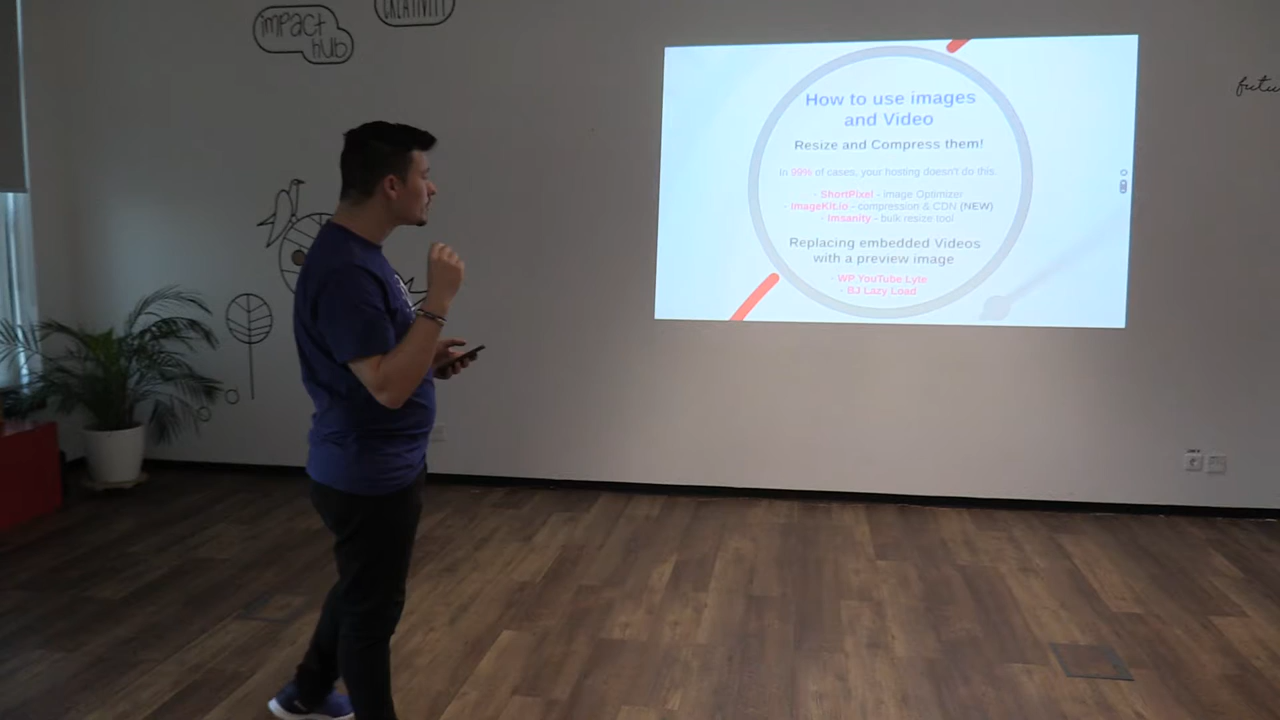 impact
HUB
CREATIVITY
How to use images
and Video
Resize and Compress them!
In 99% of cases, your hosting doesn't do this.
- ShortPixel - image Optimizer
- ImageKit.io - compression & CDN (NEW)
- Imsanity - bulk resize tool
Replacing embedded Videos
with a preview image
- WP YouTube Lyte
- BJ Lazy Load